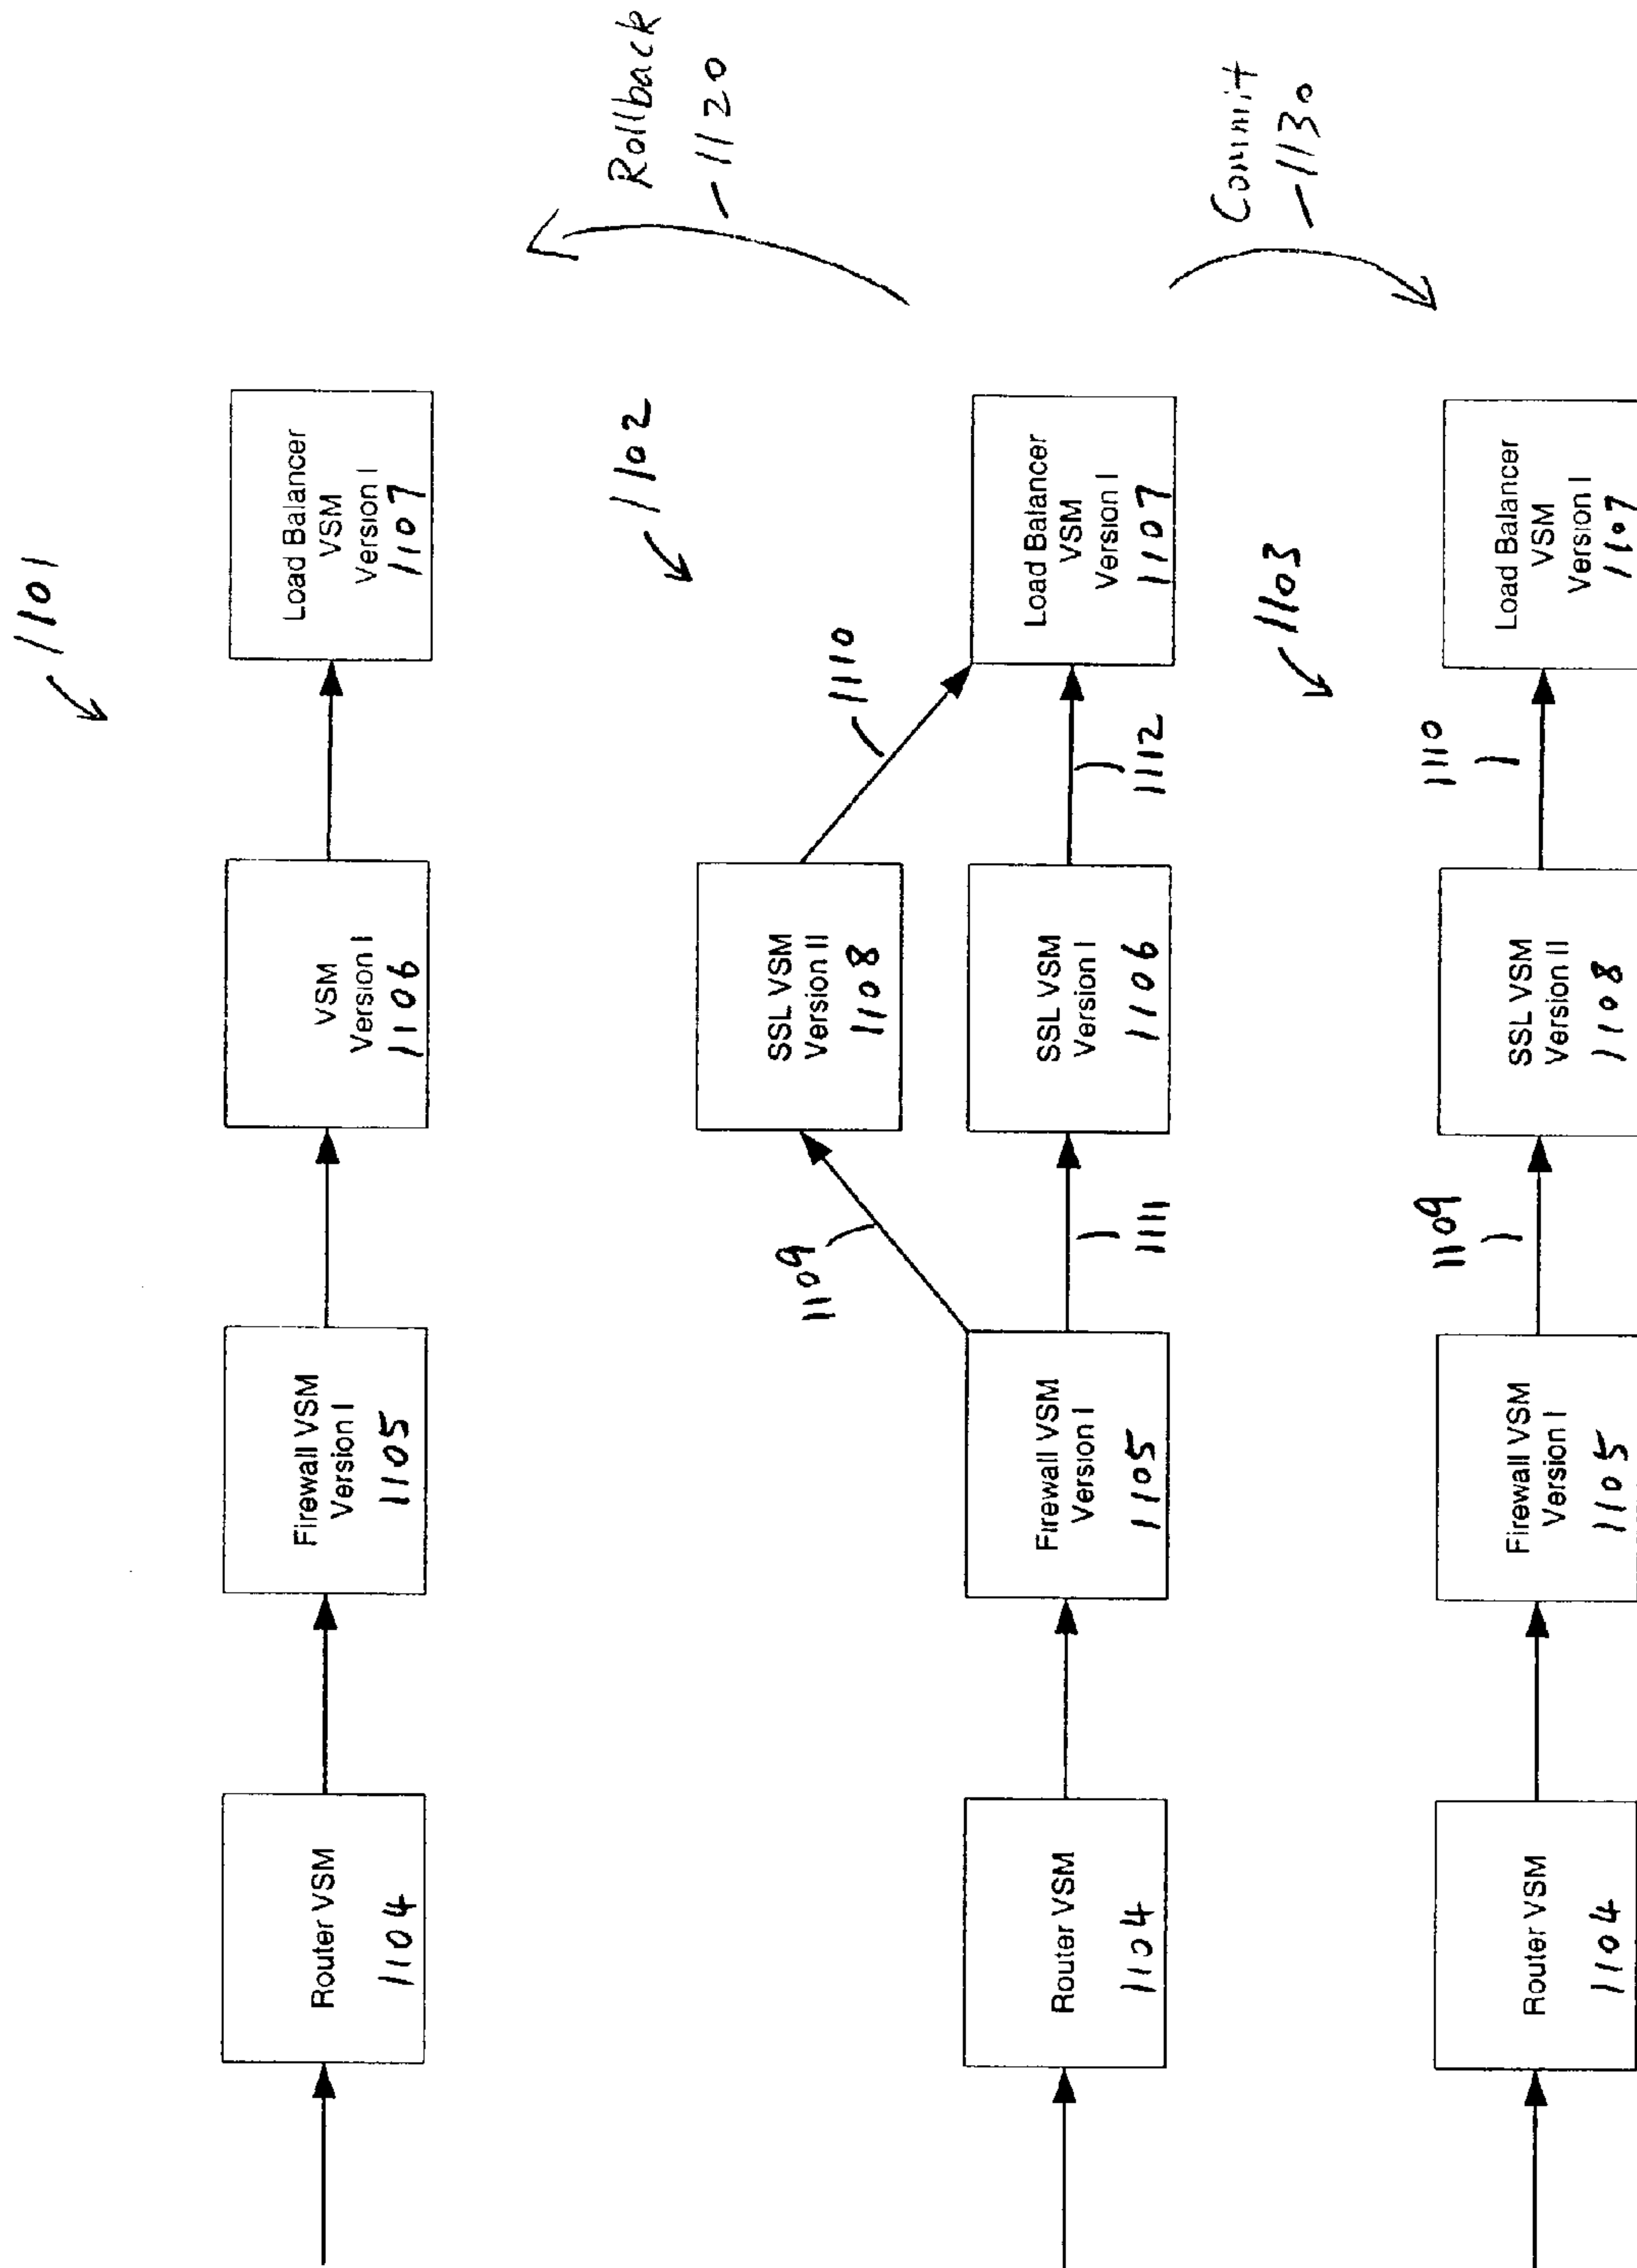 1101
Router VSM
1104
Firewall VSM
Version I
1105
VSM
Version I
1106
Load Balancer
VSM
Version I
1107
Rollback
1120
1102
Router VSM
1104
Firewall VSM
Version I
1105
1109
1111
SSL VSM
Version II
1108
SSL VSM
Version I
1106
1110
1112
Load Balancer
VSM
Version I
1107
Commit
1130
1103
Router VSM
1104
Firewall VSM
Version I
1105
1109
SSL VSM
Version II
1108
1110
Load Balancer
VSM
Version I
1107